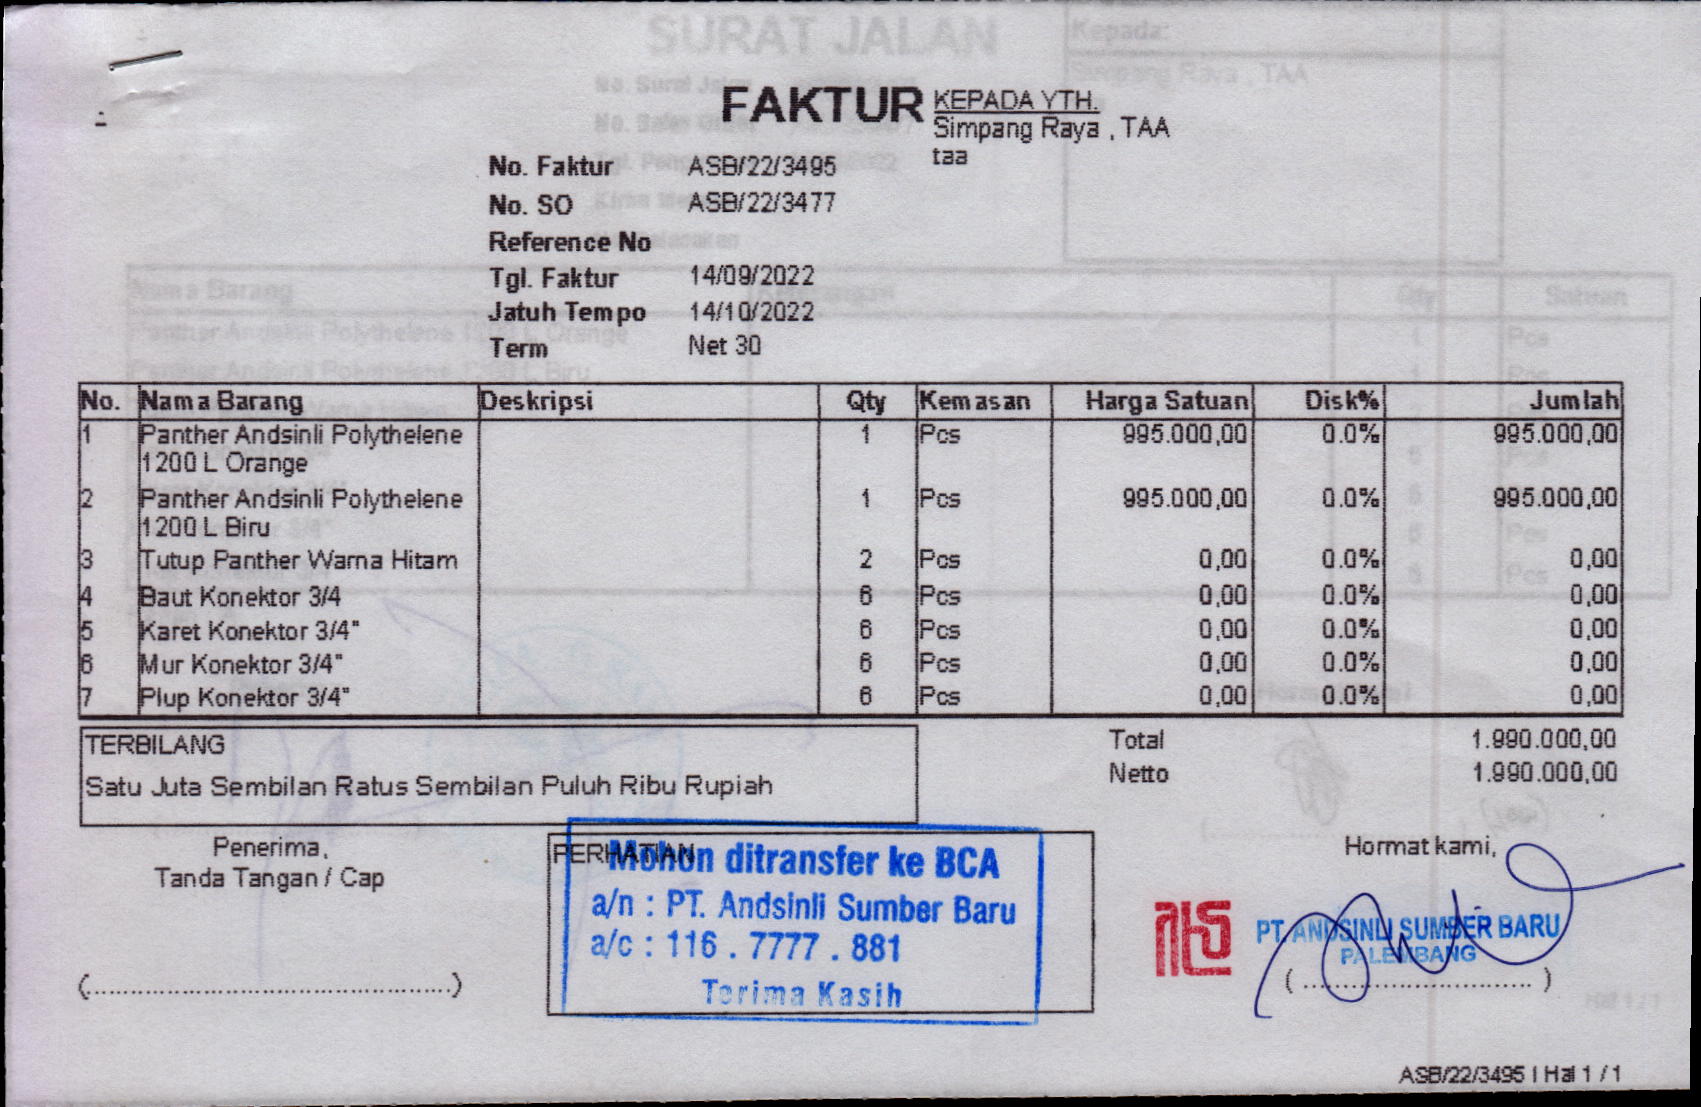 FAKTUR
KEPADA YTH.
Simpang Raya , TAA
taa
No. Faktur ASB/22/3495
No. SO ASB/22/3477
Reference No
Tgl. Faktur 14/09/2022
Jatuh Tempo 14/10/2022
Term Net 30
No. Nama Barang Deskripsi Qty Kemasan Harga Satuan Disk% Jumlah
1 Panther Andsinli Polythelene 1 Pcs 995.000,00 0.0% 995.000,00
1200 L Orange
2 Panther Andsinli Polythelene 1 Pcs 995.000,00 0.0% 995.000,00
1200 L Biru
3 Tutup Panther Warna Hitam 2 Pcs 0,00 0.0% 0,00
4 Baut Konektor 3/4 6 Pcs 0,00 0.0% 0,00
5 Karet Konektor 3/4" 6 Pcs 0,00 0.0% 0,00
6 Mur Konektor 3/4" 6 Pcs 0,00 0.0% 0,00
7 Plup Konektor 3/4" 6 Pcs 0,00 0.0% 0,00
TERBILANG
Satu Juta Sembilan Ratus Sembilan Puluh Ribu Rupiah
Total 1.990.000,00
Netto 1.990.000,00
Penerima,
Tanda Tangan / Cap
(..............................................)
PERHATIAN
Mohon ditransfer ke BCA
a/n : PT. Andsinli Sumber Baru
a/c : 116 . 7777 . 881
Terima Kasih
Hormat kami,
PT. ANDSINLI SUMBER BARU
PALEMBANG
( ............................. )
ASB/22/3495 | Hal 1 / 1